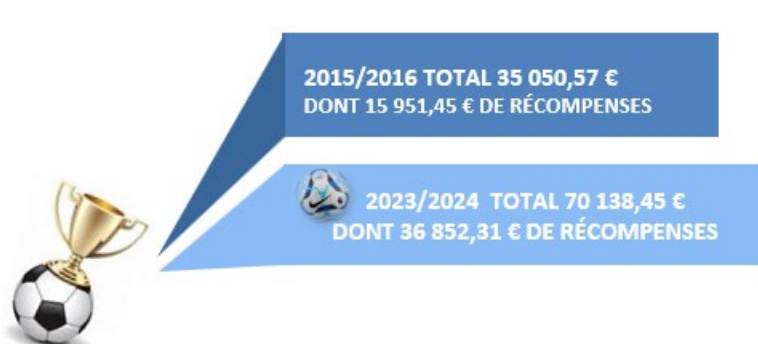 2015/2016 TOTAL 35 050,57 €
DONT 15 951,45 € DE RÉCOMPENSES
2023/2024 TOTAL 70 138,45 €
DONT 36 852,31 € DE RÉCOMPENSES